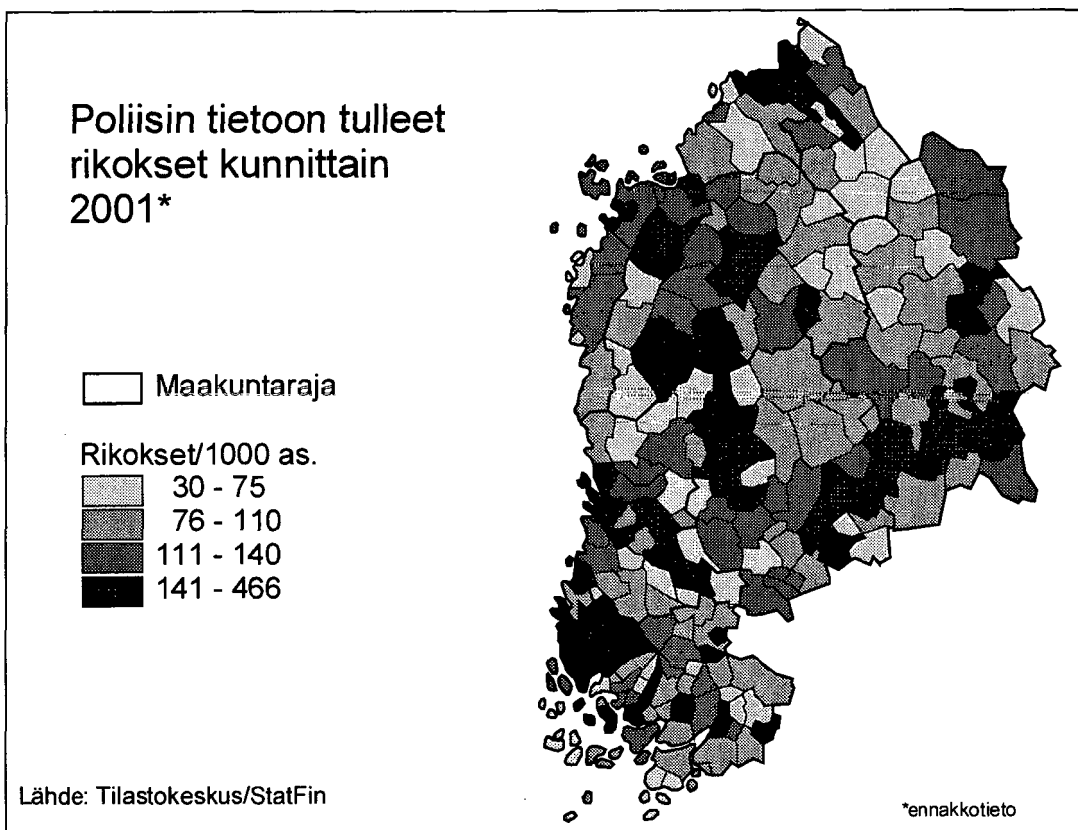 Poliisin tietoon tulleet
rikokset kunnittain
2001*
Maakuntaraja
Rikokset/1000 as.
30 - 75
76 - 110
111 - 140
141 - 466
Lähde: Tilastokeskus/StatFin
*ennakkotieto